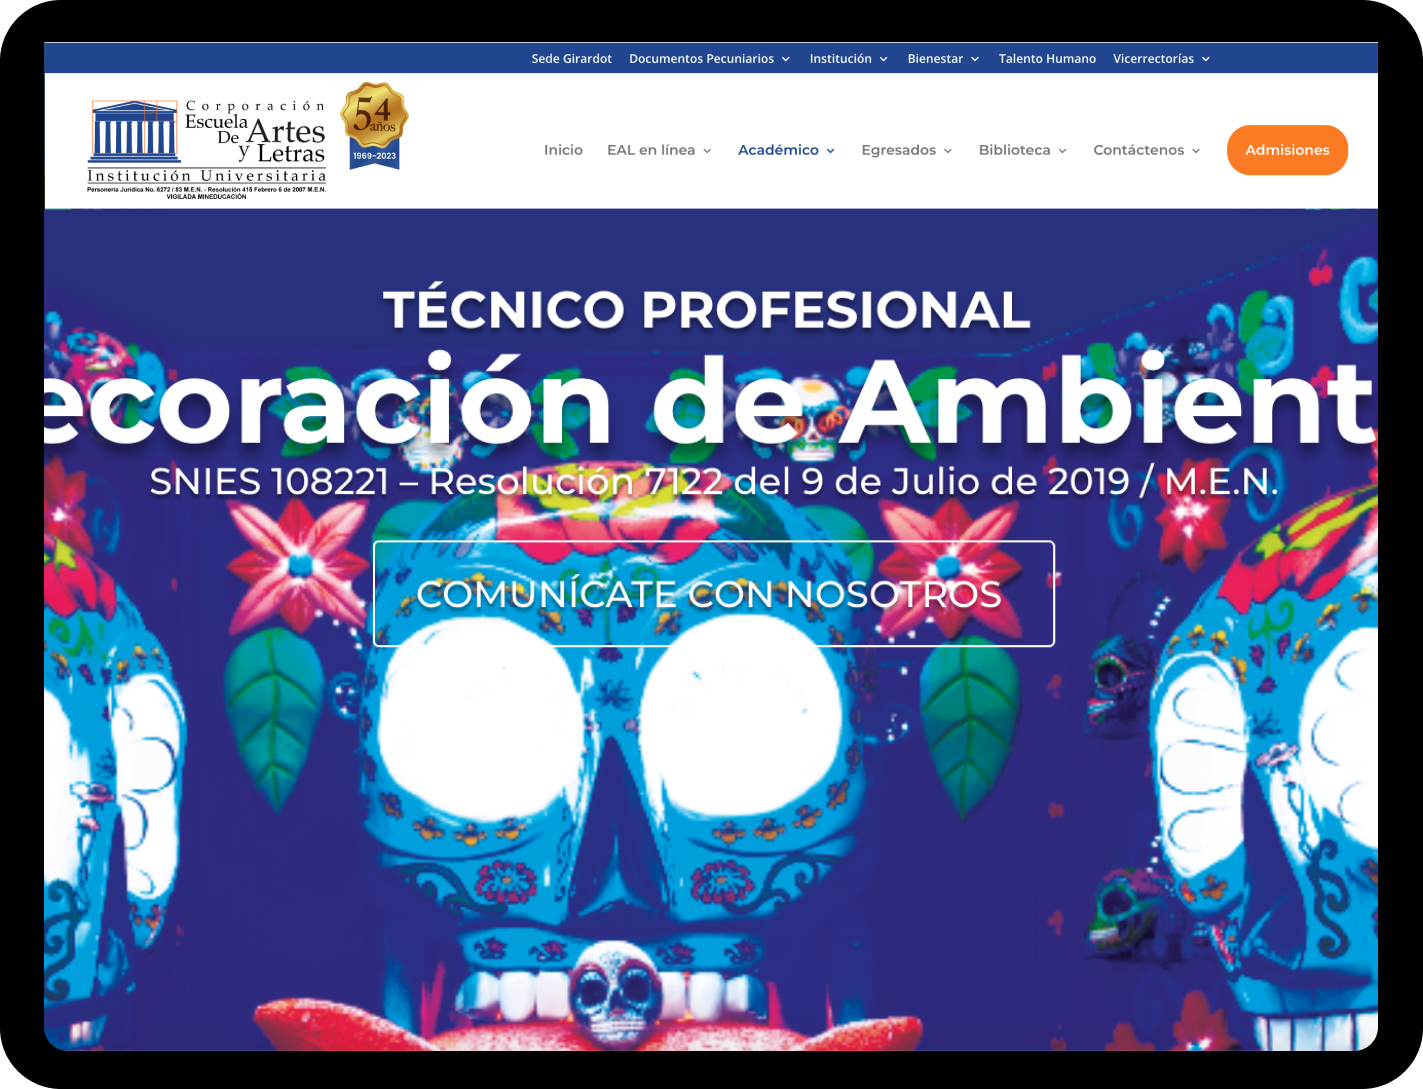 Sede Girardot Documentos Pecuniarios Institución Bienestar Talento Humano Vicerrectorías
Corporación
Escuela
De Artes
y Letras
Institución Universitaria
Personería Jurídica No. 6272 / 83 M.E.N. - Resolución 415 Febrero 6 de 2007 M.E.N.
VIGILADA MINEDUCACIÓN
54
años
1969-2023
Inicio EAL en línea Académico Egresados Biblioteca Contáctenos Admisiones
TÉCNICO PROFESIONAL
ecoración de Ambient
SNIES 108221 – Resolución 7122 del 9 de Julio de 2019 / M.E.N.
COMUNÍCATE CON NOSOTROS